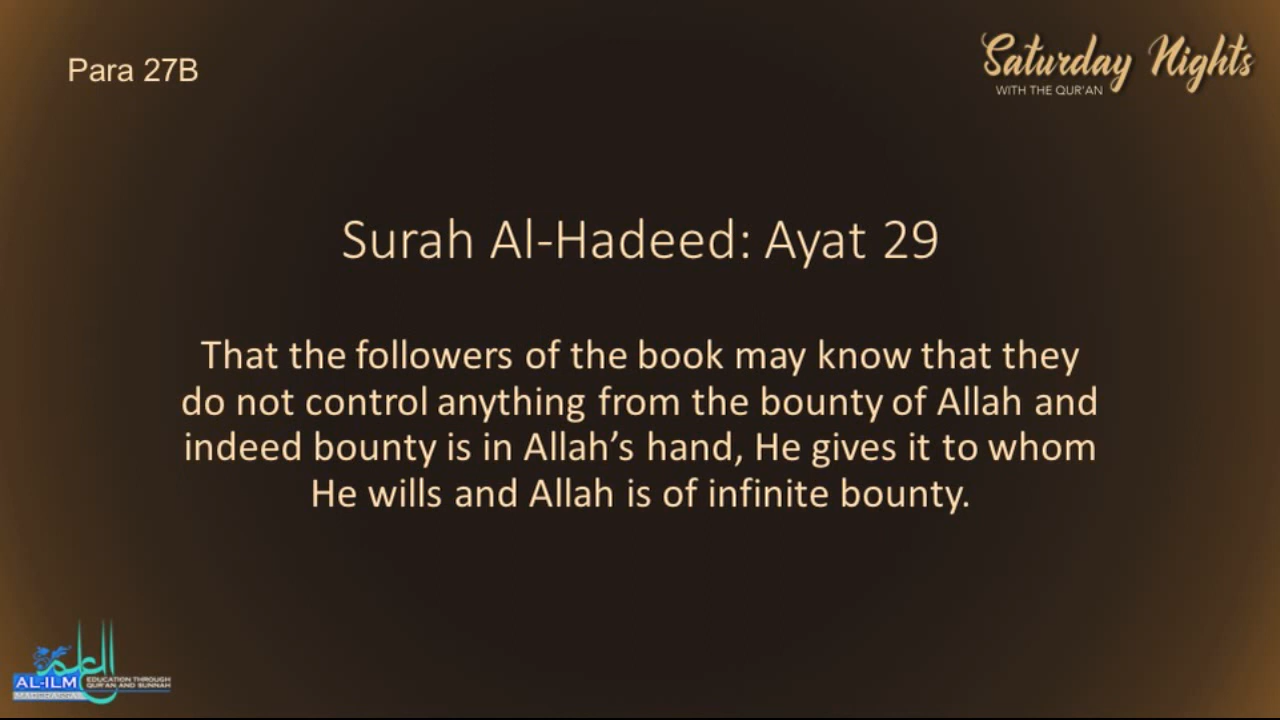 Para 27B
Saturday Nights
WITH THE QUR'AN
Surah Al-Hadeed: Ayat 29
That the followers of the book may know that they
do not control anything from the bounty of Allah and
indeed bounty is in Allah’s hand, He gives it to whom
He wills and Allah is of infinite bounty.
العلم
AL-ILM
EDUCATION THROUGH
QUR'AN AND SUNNAH